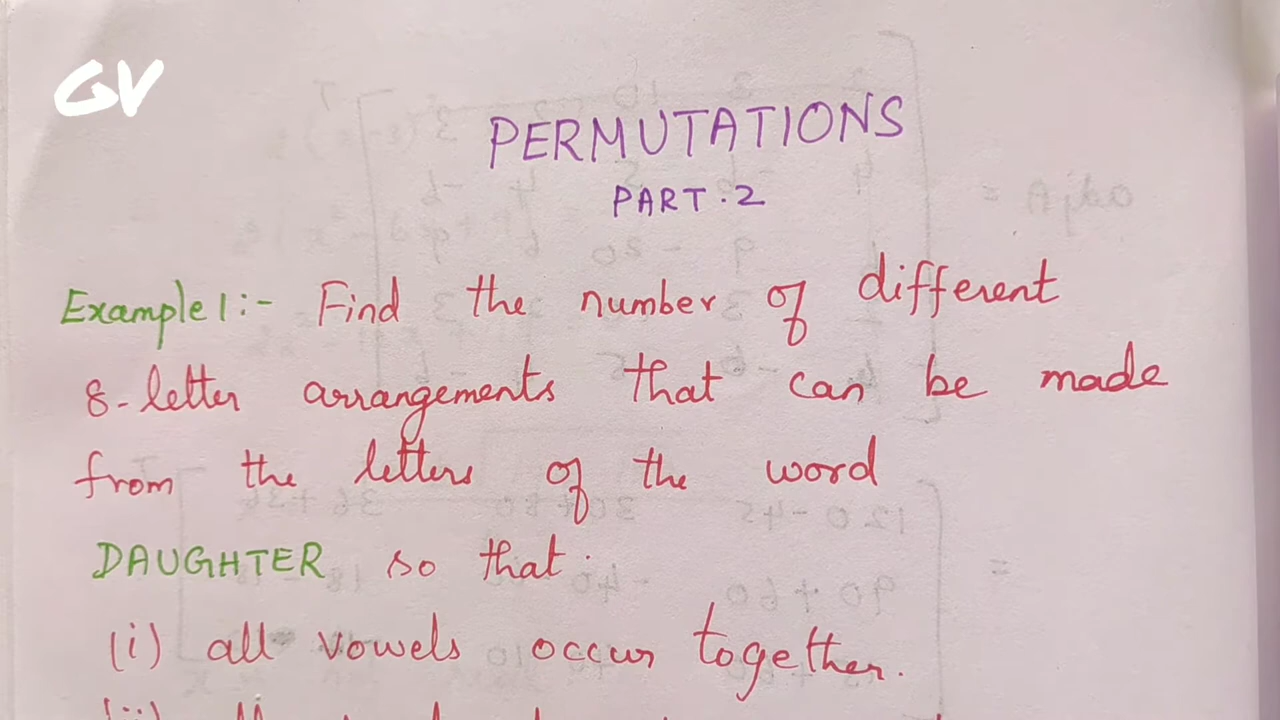 GV
PERMUTATIONS
PART : 2
Example 1:- Find the number of different
8-letter arrangements that can be made
from the letters of the word
DAUGHTER so that
(i) all vowels occur together.